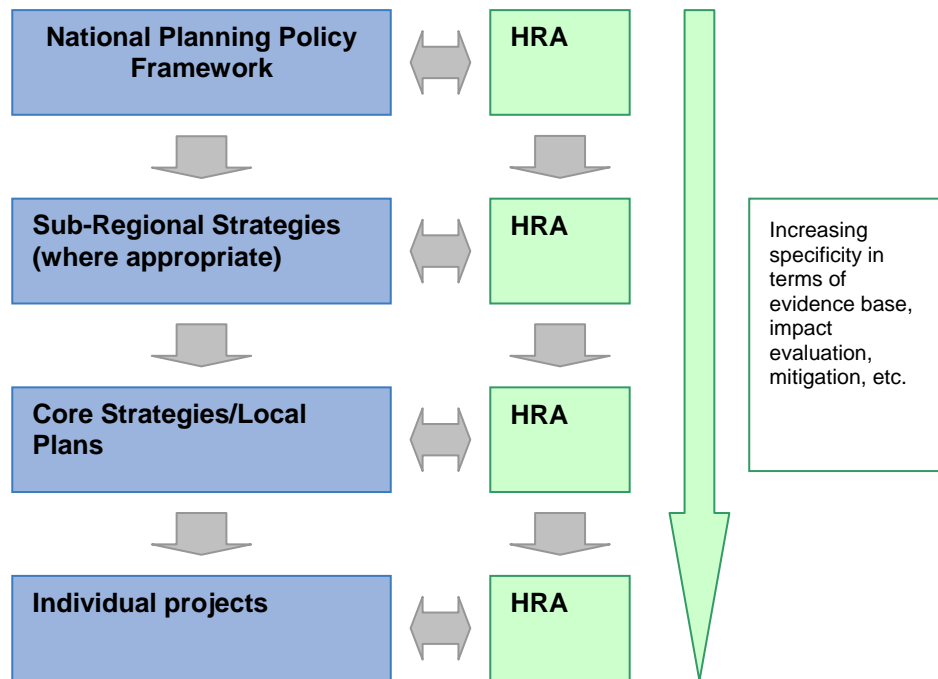 National Planning Policy
Framework
HRA
Sub-Regional Strategies
(where appropriate)
HRA
Core Strategies/Local
Plans
HRA
Individual projects
HRA
Increasing
specificity in
terms of
evidence base,
impact
evaluation,
mitigation, etc.